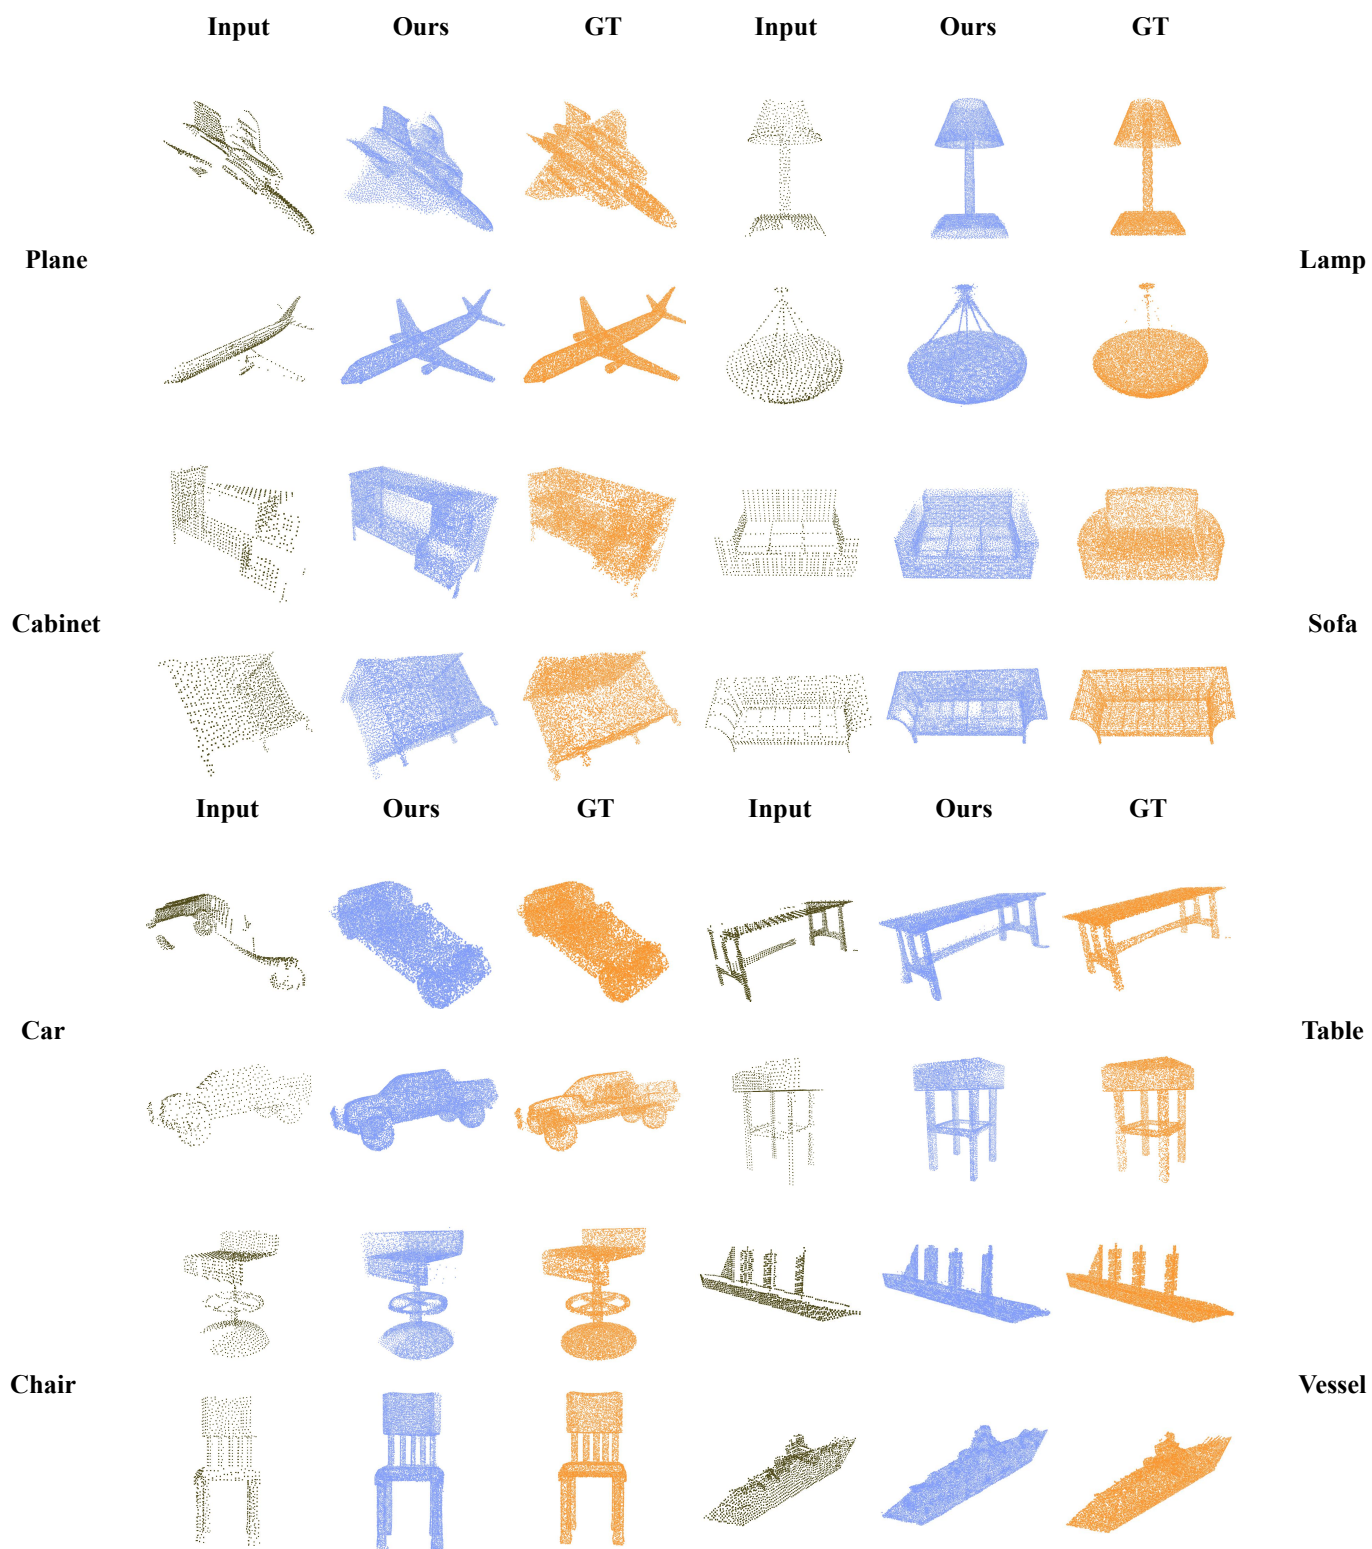 Input Ours GT Input Ours GT
Plane Lamp
Cabinet Sofa
Input Ours GT Input Ours GT
Car Table
Chair Vessel